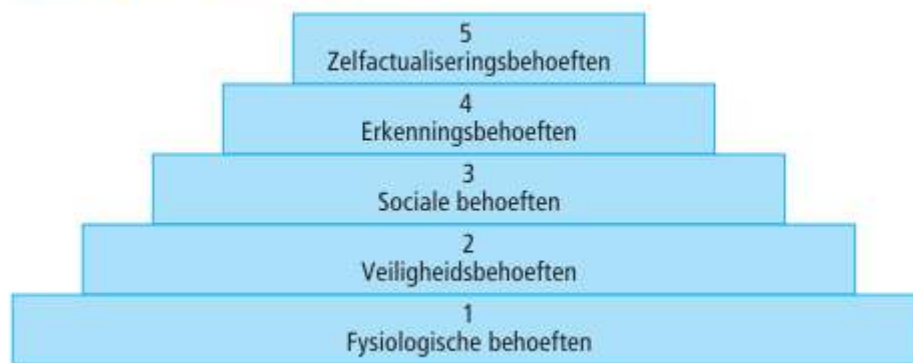 5
Zelfactualiseringsbehoeften
4
Erkenningsbehoeften
3
Sociale behoeften
2
Veiligheidsbehoeften
1
Fysiologische behoeften